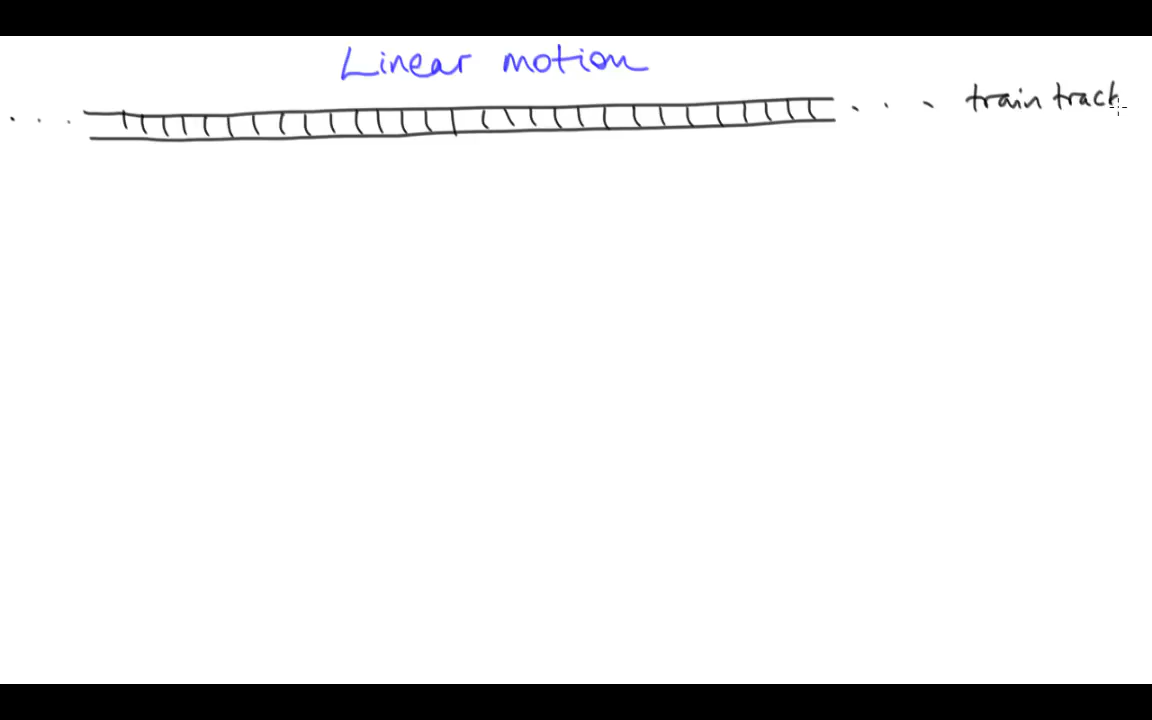 Linear motion
. . . . . . train track